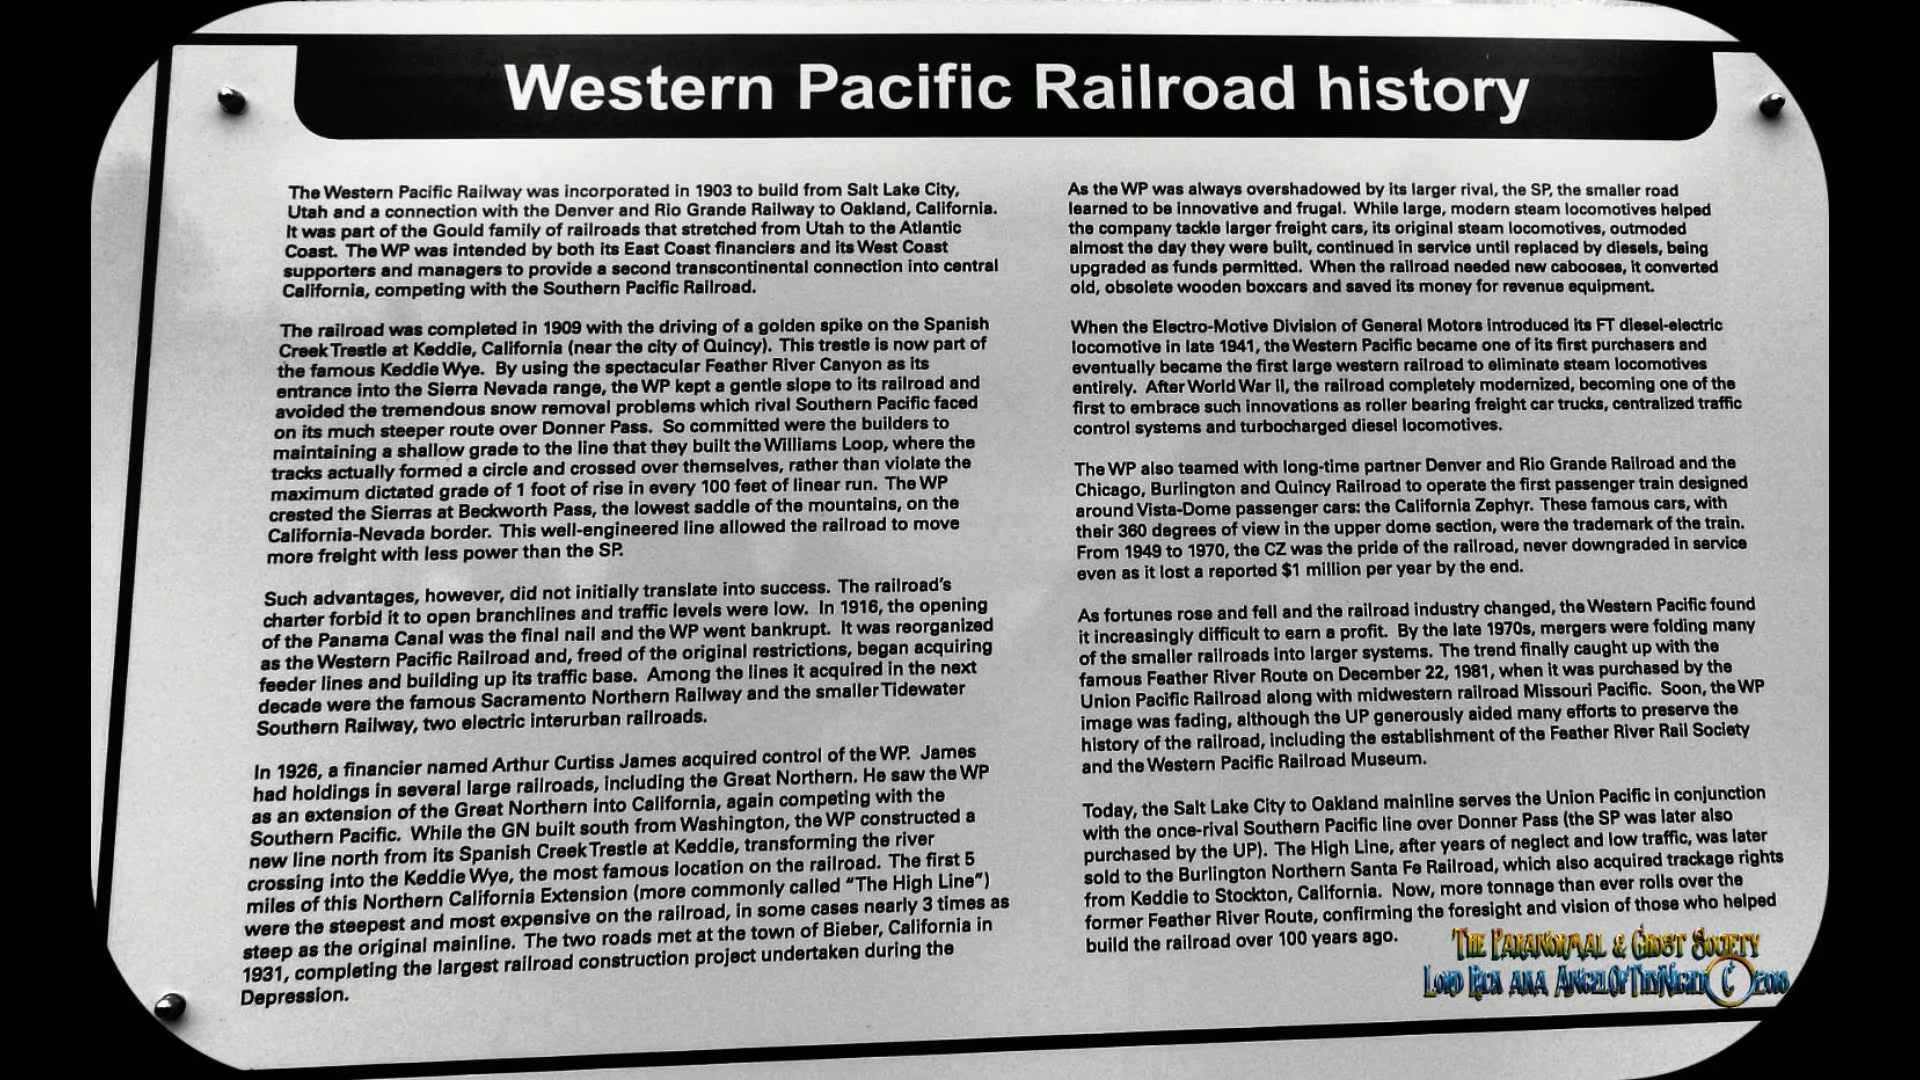 Western Pacific Railroad history
The Western Pacific Railway was incorporated in 1903 to build from Salt Lake City,
Utah and a connection with the Denver and Rio Grande Railway to Oakland, California.
It was part of the Gould family of railroads that stretched from Utah to the Atlantic
Coast. The WP was intended by both its East Coast financiers and its West Coast
supporters and managers to provide a second transcontinental connection into central
California, competing with the Southern Pacific Railroad.
The railroad was completed in 1909 with the driving of a golden spike on the Spanish
Creek Trestle at Keddie, California (near the city of Quincy). This trestle is now part of
the famous Keddie Wye. By using the spectacular Feather River Canyon as its
entrance into the Sierra Nevada range, the WP kept a gentle slope to its railroad and
avoided the tremendous snow removal problems which rival Southern Pacific faced
on its much steeper route over Donner Pass. So committed were the builders to
maintaining a shallow grade to the line that they built the Williams Loop, where the
tracks actually formed a circle and crossed over themselves, rather than violate the
maximum dictated grade of 1 foot of rise in every 100 feet of linear run. The WP
crested the Sierras at Beckworth Pass, the lowest saddle of the mountains, on the
California-Nevada border. This well-engineered line allowed the railroad to move
more freight with less power than the SP.
Such advantages, however, did not initially translate into success. The railroad's
charter forbid it to open branchlines and traffic levels were low. In 1916, the opening
of the Panama Canal was the final nail and the WP went bankrupt. It was reorganized
as the Western Pacific Railroad and, freed of the original restrictions, began acquiring
feeder lines and building up its traffic base. Among the lines it acquired in the next
decade were the famous Sacramento Northern Railway and the smaller Tidewater
Southern Railway, two electric interurban railroads.
In 1926, a financier named Arthur Curtiss James acquired control of the WP. James
had holdings in several large railroads, including the Great Northern. He saw the WP
as an extension of the Great Northern into California, again competing with the
Southern Pacific. While the GN built south from Washington, the WP constructed a
new line north from its Spanish Creek Trestle at Keddie, transforming the river
crossing into the Keddie Wye, the most famous location on the railroad. The first 5
miles of this Northern California Extension (more commonly called "The High Line")
were the steepest and most expensive on the railroad, in some cases nearly 3 times as
steep as the original mainline. The two roads met at the town of Bieber, California in
1931, completing the largest railroad construction project undertaken during the
Depression.
As the WP was always overshadowed by its larger rival, the SP, the smaller road
learned to be innovative and frugal. While large, modern steam locomotives helped
the company tackle larger freight cars, its original steam locomotives, outmoded
almost the day they were built, continued in service until replaced by diesels, being
upgraded as funds permitted. When the railroad needed new cabooses, it converted
old, obsolete wooden boxcars and saved its money for revenue equipment.
When the Electro-Motive Division of General Motors introduced its FT diesel-electric
locomotive in late 1941, the Western Pacific became one of its first purchasers and
eventually became the first large western railroad to eliminate steam locomotives
entirely. After World War II, the railroad completely modernized, becoming one of the
first to embrace such innovations as roller bearing freight car trucks, centralized traffic
control systems and turbocharged diesel locomotives.
The WP also teamed with long-time partner Denver and Rio Grande Railroad and the
Chicago, Burlington and Quincy Railroad to operate the first passenger train designed
around Vista-Dome passenger cars: the California Zephyr. These famous cars, with
their 360 degrees of view in the upper dome section, were the trademark of the train.
From 1949 to 1970, the CZ was the pride of the railroad, never downgraded in service
even as it lost a reported $1 million per year by the end.
As fortunes rose and fell and the railroad industry changed, the Western Pacific found
it increasingly difficult to earn a profit. By the late 1970s, mergers were folding many
of the smaller railroads into larger systems. The trend finally caught up with the
famous Feather River Route on December 22, 1981, when it was purchased by the
Union Pacific Railroad along with midwestern railroad Missouri Pacific. Soon, the WP
image was fading, although the UP generously aided many efforts to preserve the
history of the railroad, including the establishment of the Feather River Rail Society
and the Western Pacific Railroad Museum.
Today, the Salt Lake City to Oakland mainline serves the Union Pacific in conjunction
with the once-rival Southern Pacific line over Donner Pass (the SP was later also
purchased by the UP). The High Line, after years of neglect and low traffic, was later
sold to the Burlington Northern Santa Fe Railroad, which also acquired trackage rights
from Keddie to Stockton, California. Now, more tonnage than ever rolls over the
former Feather River Route, confirming the foresight and vision of those who helped
build the railroad over 100 years ago.
The Paranormal & Ghost Society
Lord Rick AKA AngelOfThyNight © 2016